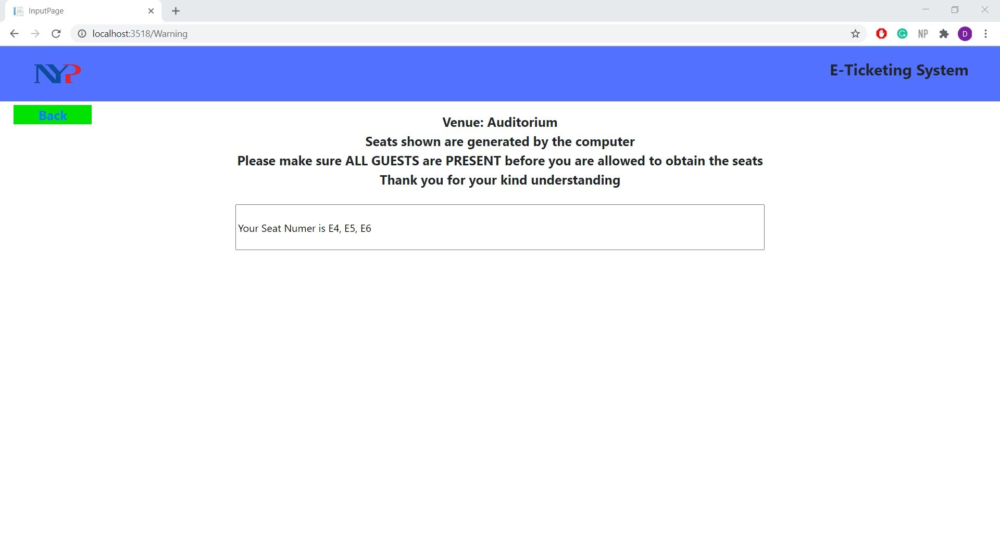 InputPage
localhost:3518/Warning
NP
D
NYP
E-Ticketing System
Back
Venue: Auditorium
Seats shown are generated by the computer
Please make sure ALL GUESTS are PRESENT before you are allowed to obtain the seats
Thank you for your kind understanding
Your Seat Numer is E4, E5, E6